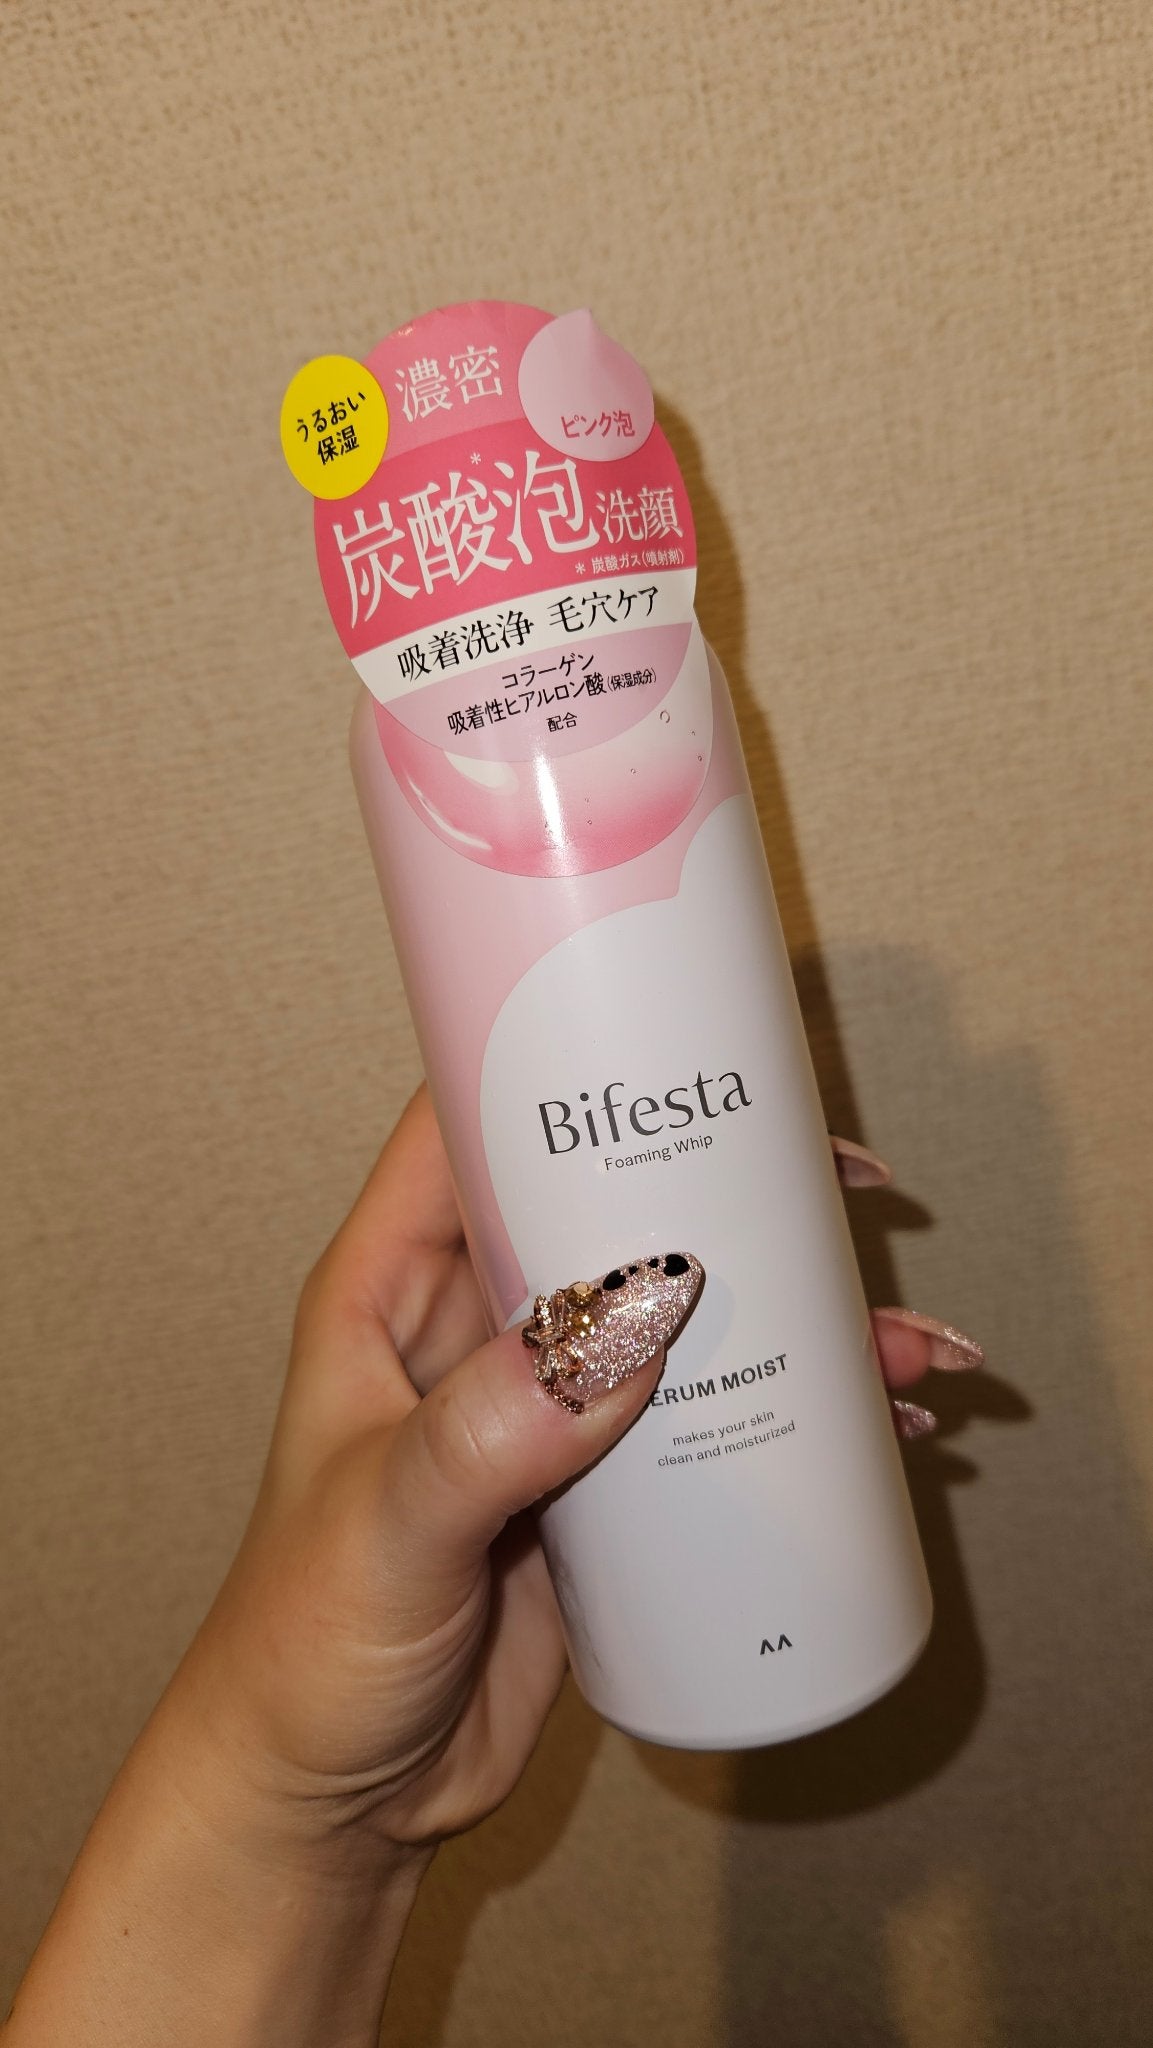 うるおい
保湿
濃密
ピンク泡
炭酸*泡洗顔
* 炭酸ガス(噴射剤)
吸着洗浄 毛穴ケア
コラーゲン
吸着性ヒアルロン酸(保湿成分)
配合
Bifesta
Foaming Whip
MOIST
makes your skin
clean and moisturized